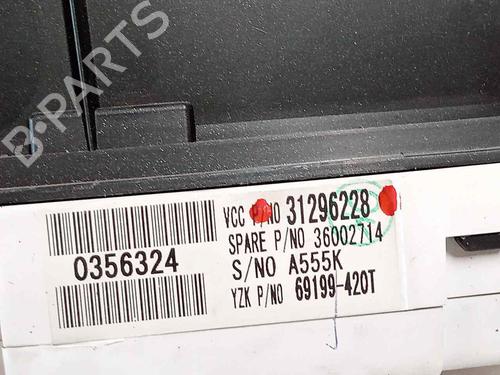 B-PARTS
VCC P/NO 31296228
SPARE P/NO 36002714
S/NO A555K
YZK P/NO 69199-420T
0356324